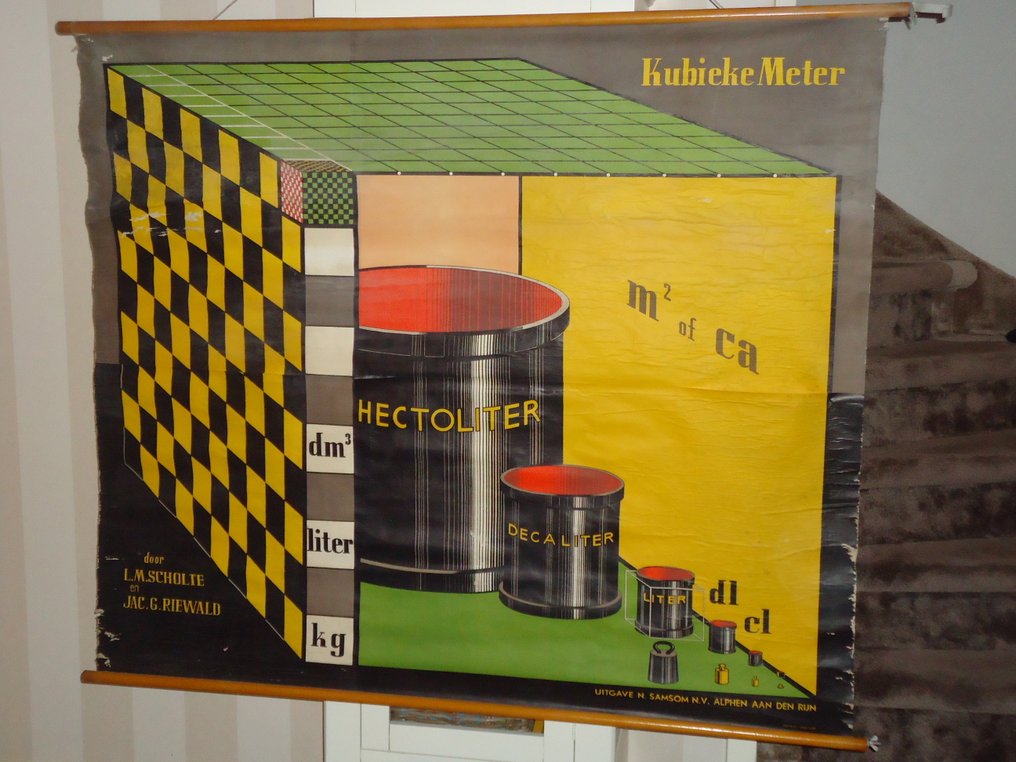 Kubieke Meter
m² of ca
HECTOLITER
dm³
DECALITER
liter
door
L.M.SCHOLTE
en
JAC.G.RIEWALD
LITER
dl
cl
kg
UITGAVE N. SAMSOM N.V. ALPHEN AAN DEN RIJN